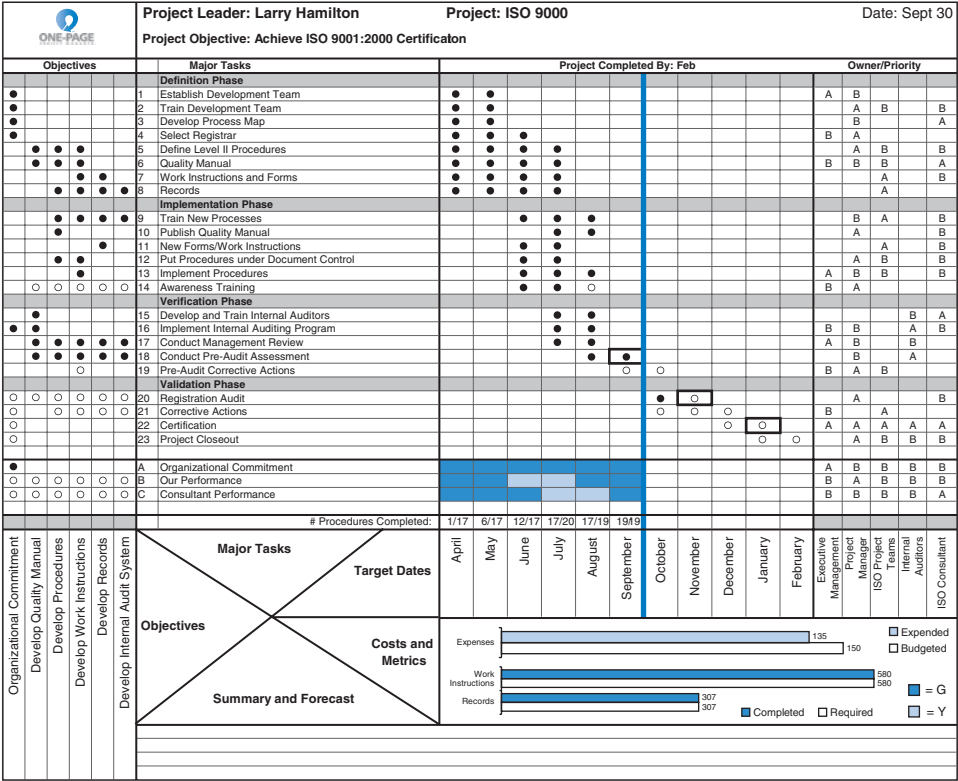 Project Leader: Larry Hamilton Project: ISO 9000 Date: Sept 30
ONE-PAGE
Project Objective: Achieve ISO 9001:2000 Certificaton
Objectives Major Tasks Project Completed By: Feb Owner/Priority
Definition Phase
1 Establish Development Team A B
2 Train Development Team A B B
3 Develop Process Map B A
4 Select Registrar B A
5 Define Level II Procedures A B B
6 Quality Manual B B B A
7 Work Instructions and Forms A B
8 Records A
Implementation Phase
9 Train New Processes B A B
10 Publish Quality Manual A B
11 New Forms/Work Instructions A B
12 Put Procedures under Document Control A B B
13 Implement Procedures A B B B
14 Awareness Training B A
Verification Phase
15 Develop and Train Internal Auditors B A
16 Implement Internal Auditing Program B B A B
17 Conduct Management Review A B B
18 Conduct Pre-Audit Assessment B A
19 Pre-Audit Corrective Actions B A B
Validation Phase
20 Registration Audit A B
21 Corrective Actions B A
22 Certification A A A A A
23 Project Closeout A B B B
A Organizational Commitment A B B B B
B Our Performance B A B B B
C Consultant Performance B B B B A
# Procedures Completed: 1/17 6/17 12/17 17/20 17/19 19/19
Organizational Commitment
Develop Quality Manual
Develop Procedures
Develop Work Instructions
Develop Records
Develop Internal Audit System
Major Tasks
Target Dates
Objectives
Costs and
Metrics
Summary and Forecast
April
May
June
July
August
September
October
November
December
January
February
Executive
Management
Project
Manager
ISO Project
Teams
Internal
Auditors
ISO Consultant
Expenses 135
150
Expended
Budgeted
Work
Instructions
580
580
Records 307
307
Completed Required
= G
= Y